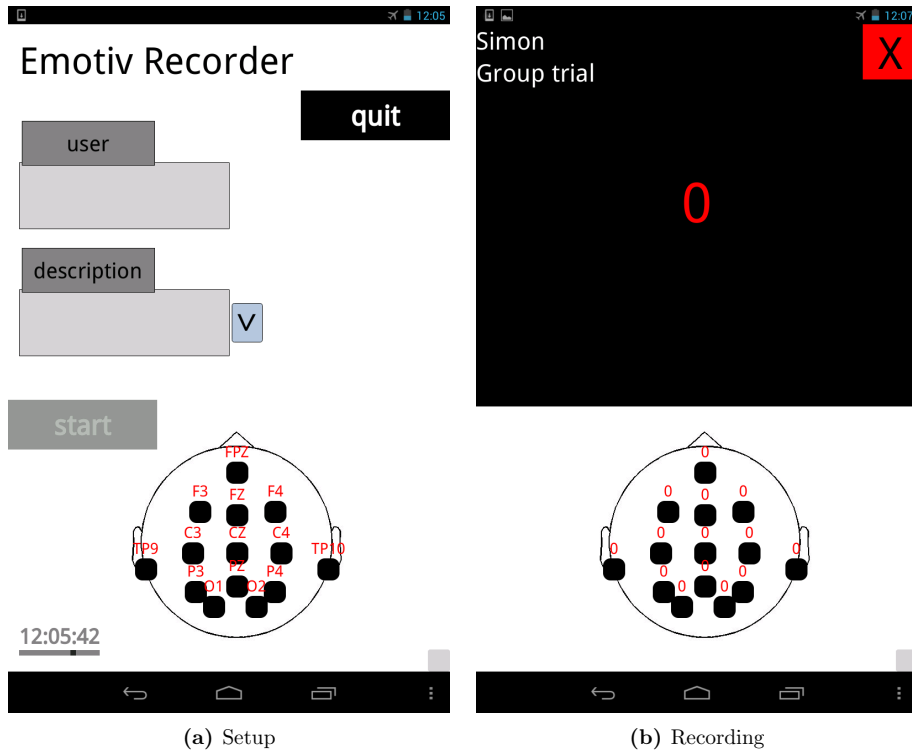 12:05
Emotiv Recorder
quit
user
description
V
start
FPZ
F3 FZ F4
C3 CZ C4
TP9 TP10
P3 PZ P4
O1 O2
12:05:42
(a) Setup
12:07
Simon
X
Group trial
0
0
0 0 0
0 0 0
0 0
0 0 0
0 0
(b) Recording